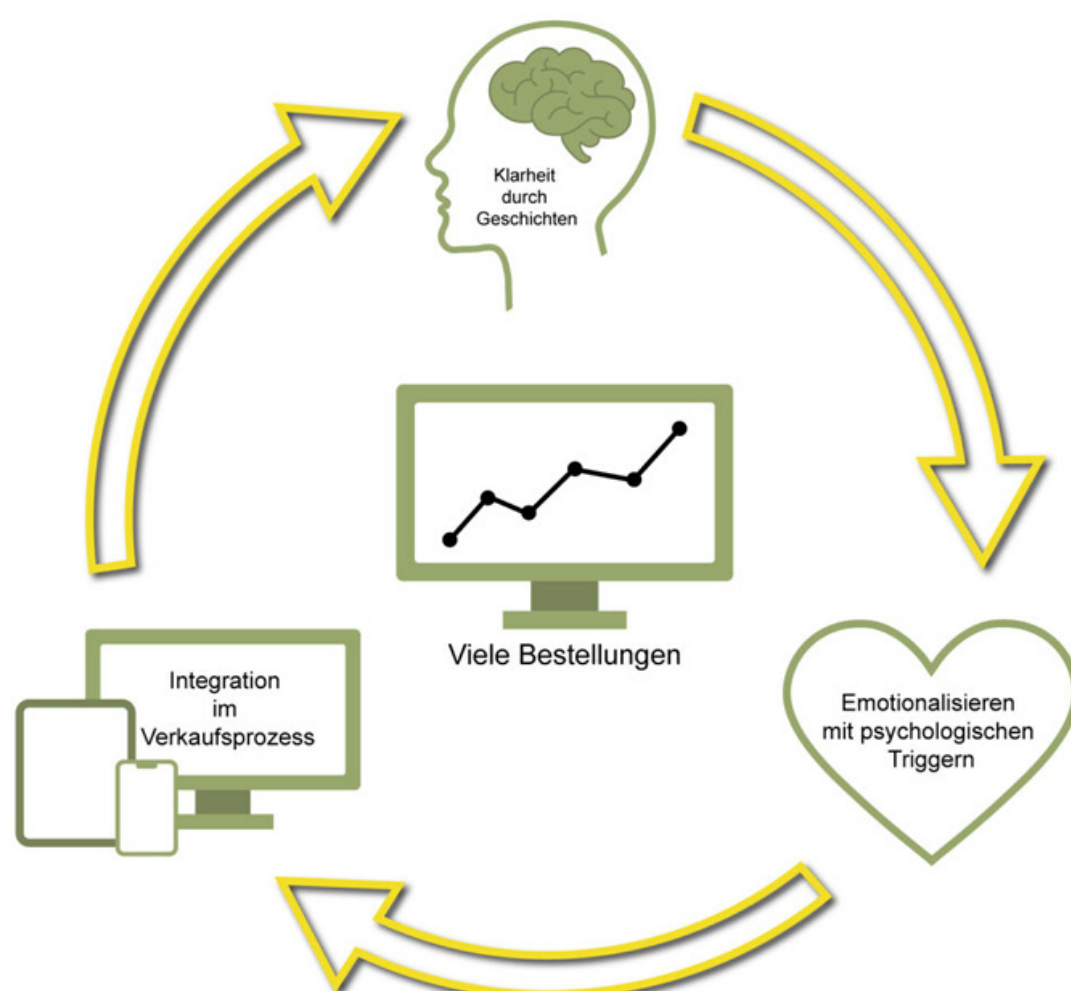 Klarheit
durch
Geschichten
Viele Bestellungen
Integration
im
Verkaufsprozess
Emotionalisieren
mit psychologischen
Triggern